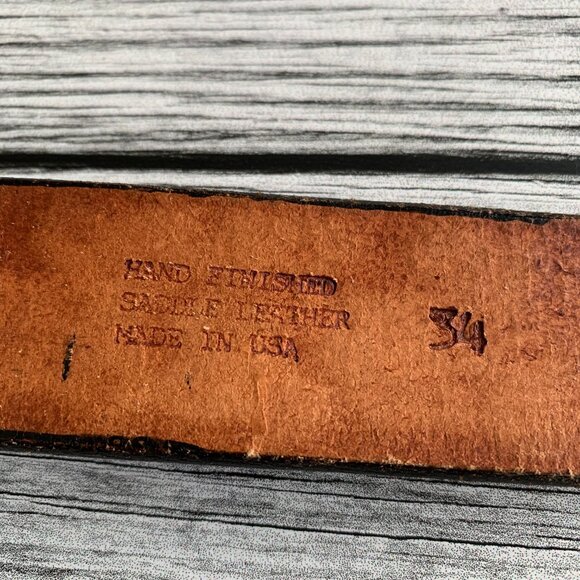 HAND FINISHED
SADDLE LEATHER
MADE IN USA
34